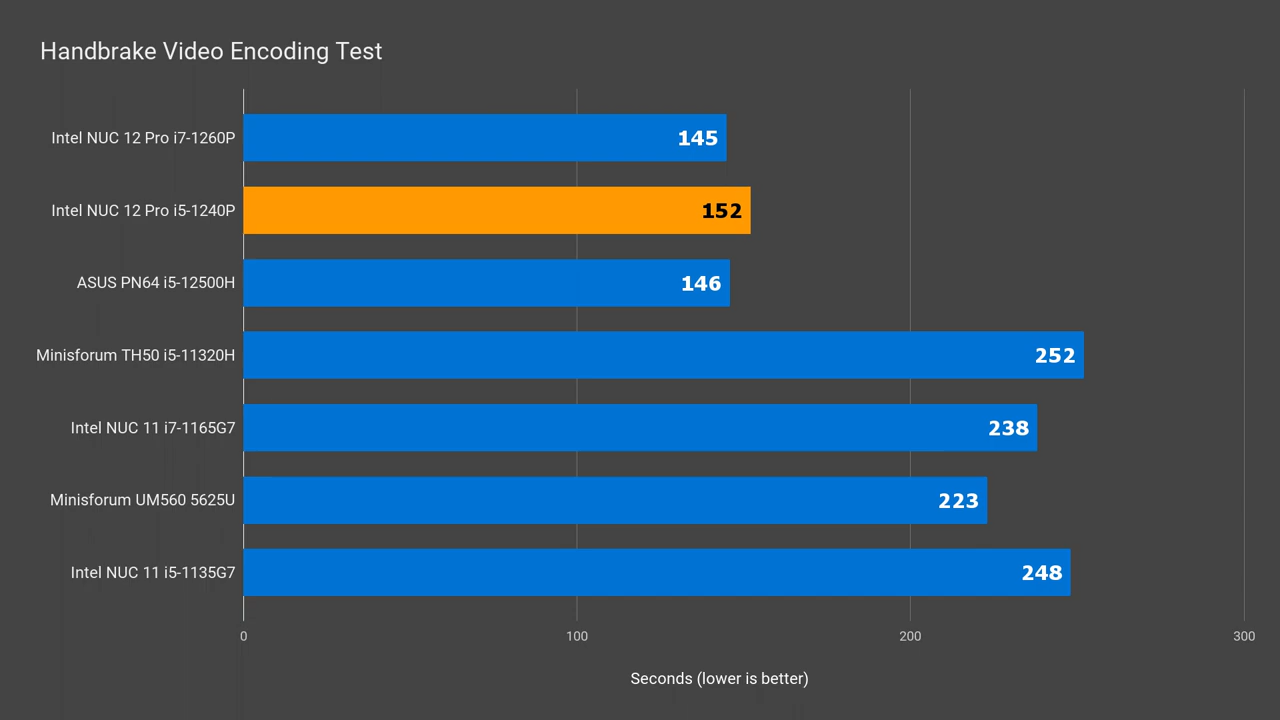 Handbrake Video Encoding Test
Intel NUC 12 Pro i7-1260P 145
Intel NUC 12 Pro i5-1240P 152
ASUS PN64 i5-12500H 146
Minisforum TH50 i5-11320H 252
Intel NUC 11 i7-1165G7 238
Minisforum UM560 5625U 223
Intel NUC 11 i5-1135G7 248
0 100 200 300
Seconds (lower is better)